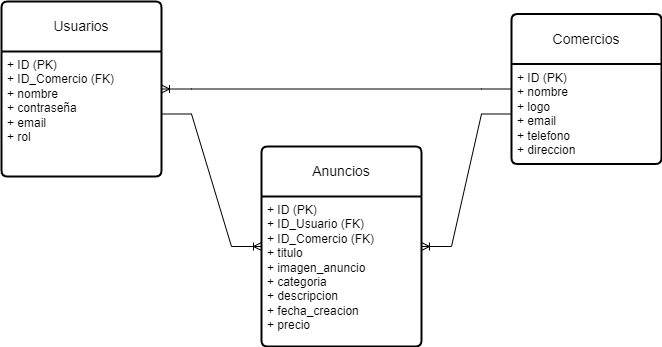 Usuarios
+ ID (PK)
+ ID_Comercio (FK)
+ nombre
+ contraseña
+ email
+ rol
Comercios
+ ID (PK)
+ nombre
+ logo
+ email
+ telefono
+ direccion
Anuncios
+ ID (PK)
+ ID_Usuario (FK)
+ ID_Comercio (FK)
+ titulo
+ imagen_anuncio
+ categoria
+ descripcion
+ fecha_creacion
+ precio